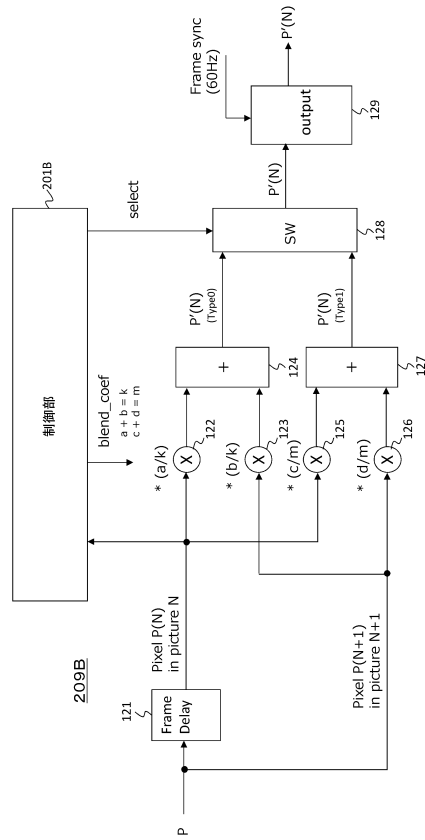 209B
制御部
201B
blend_coef
a + b = k
c + d = m
select
Frame sync
(60Hz)
P
121
Frame
Delay
Pixel P(N)
in picture N
Pixel P(N+1)
in picture N+1
* (a/k)
X
122
* (b/k)
X
123
* (c/m)
X
125
* (d/m)
X
126
+
124
+
127
P'(N)
(Type0)
P'(N)
(Type1)
SW
128
P'(N)
output
129
P'(N)